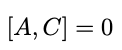 [A, C] = 0